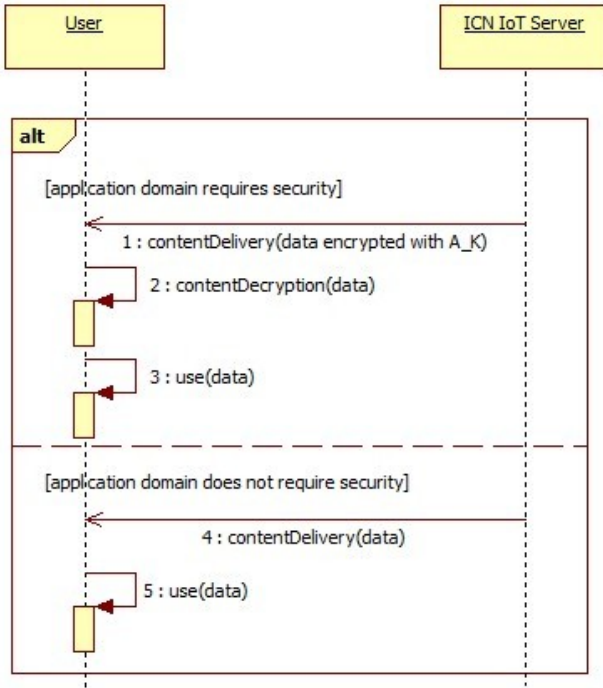 User
ICN IoT Server
alt
[application domain requires security]
1 : contentDelivery(data encrypted with A_K)
2 : contentDecryption(data)
3 : use(data)
[application domain does not require security]
4 : contentDelivery(data)
5 : use(data)